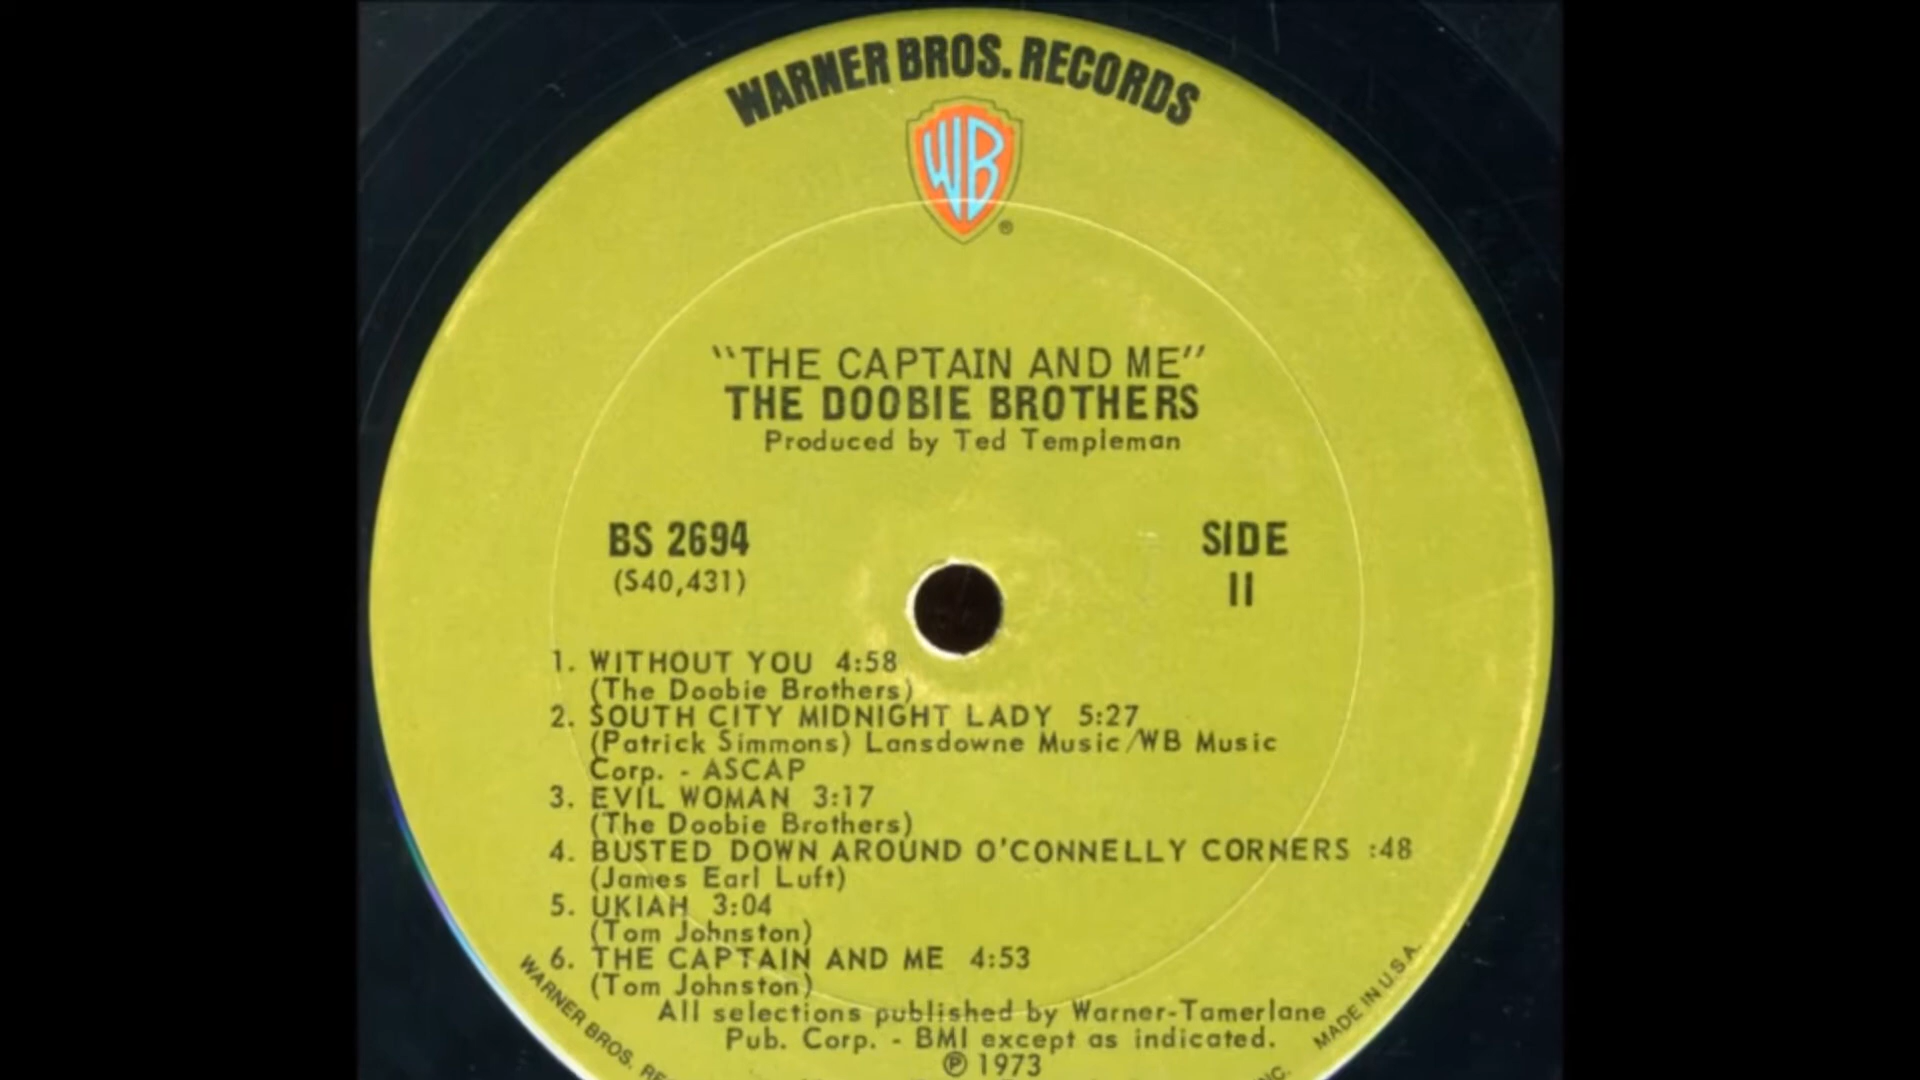 WARNER BROS. RECORDS
WB
®
"THE CAPTAIN AND ME"
THE DOOBIE BROTHERS
Produced by Ted Templeman
BS 2694
(S40,431)
SIDE
II
1. WITHOUT YOU 4:58
(The Doobie Brothers)
2. SOUTH CITY MIDNIGHT LADY 5:27
(Patrick Simmons) Lansdowne Music/WB Music
Corp. - ASCAP
3. EVIL WOMAN 3:17
(The Doobie Brothers)
4. BUSTED DOWN AROUND O'CONNELLY CORNERS :48
(James Earl Luft)
5. UKIAH 3:04
(Tom Johnston)
6. THE CAPTAIN AND ME 4:53
(Tom Johnston)
All selections published by Warner-Tamerlane
Pub. Corp. - BMI except as indicated.
℗ 1973
WARNER BROS.
MADE IN U.S.A.